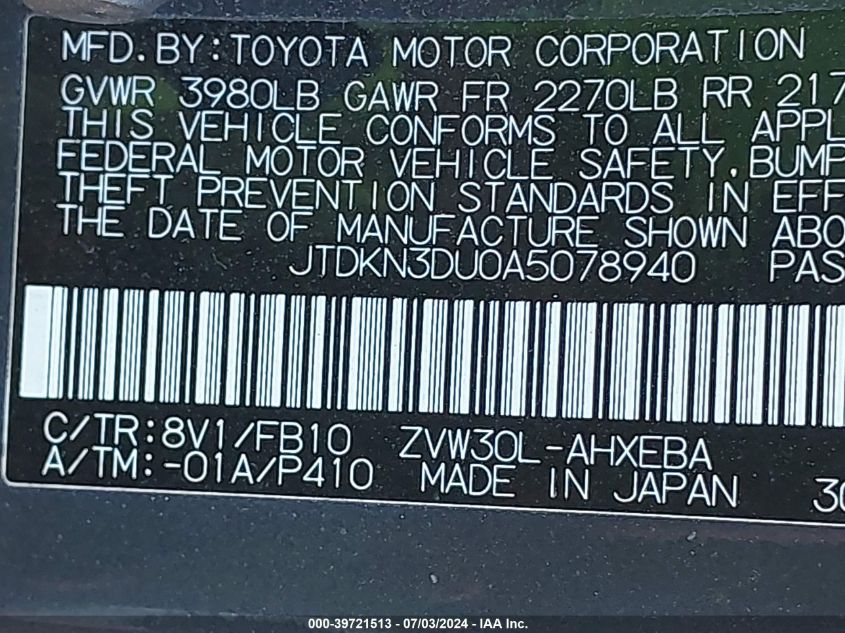 MFD. BY: TOYOTA MOTOR CORPORATION
GVWR 3980LB GAWR FR 2270LB RR 217
THIS VEHICLE CONFORMS TO ALL APPL
FEDERAL MOTOR VEHICLE SAFETY, BUMP
THEFT PREVENTION STANDARDS IN EFF
THE DATE OF MANUFACTURE SHOWN ABO
JTDKN3DU0A5078940 PAS
C/TR: 8V1/FB10 ZVW30L-AHXEBA
A/TM: -01A/P410 MADE IN JAPAN 30
000-39721513 - 07/03/2024 - IAA Inc.